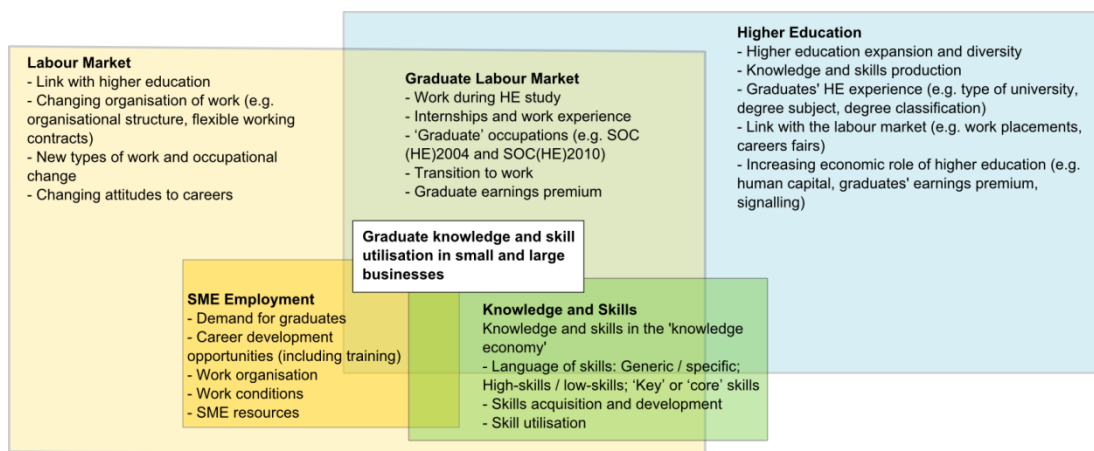 Labour Market
- Link with higher education
- Changing organisation of work (e.g.
organisational structure, flexible working
contracts)
- New types of work and occupational
change
- Changing attitudes to careers
Graduate Labour Market
- Work during HE study
- Internships and work experience
- ‘Graduate’ occupations (e.g. SOC
(HE)2004 and SOC(HE)2010)
- Transition to work
- Graduate earnings premium
Higher Education
- Higher education expansion and diversity
- Knowledge and skills production
- Graduates' HE experience (e.g. type of university,
degree subject, degree classification)
- Link with the labour market (e.g. work placements,
careers fairs)
- Increasing economic role of higher education (e.g.
human capital, graduates' earnings premium,
signalling)
Graduate knowledge and skill
utilisation in small and large
businesses
SME Employment
- Demand for graduates
- Career development
opportunities (including training)
- Work organisation
- Work conditions
- SME resources
Knowledge and Skills
Knowledge and skills in the 'knowledge
economy'
- Language of skills: Generic / specific;
High-skills / low-skills; ‘Key’ or ‘core’ skills
- Skills acquisition and development
- Skill utilisation